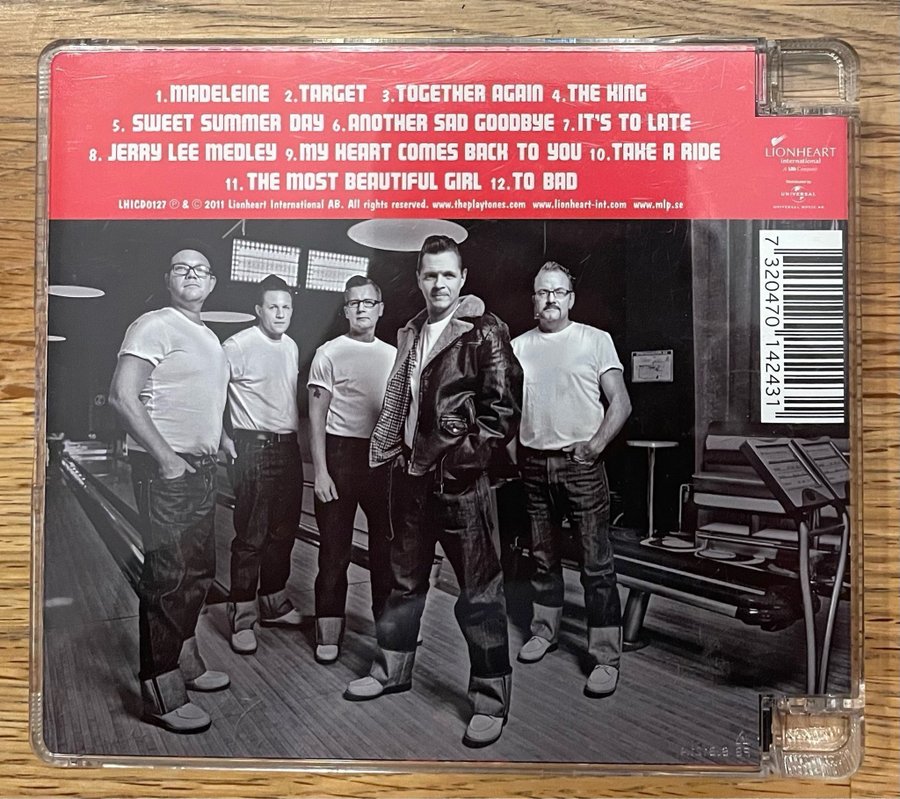 1.MADELEINE 2.TARGET 3.TOGETHER AGAIN 4.THE KING
5. SWEET SUMMER DAY 6.ANOTHER SAD GOODBYE 7.IT'S TO LATE
8. JERRY LEE MEDLEY 9.MY HEART COMES BACK TO YOU 10.TAKE A RIDE
11. THE MOST BEAUTIFUL GIRL 12.TO BAD
LHICD0127 ℗ & © 2011 Lionheart International AB. All rights reserved. www.theplaytones.com www.lionheart-int.com www.mlp.se
LIONHEART
International
Distributed by
UNIVERSAL
UNIVERSAL MUSIC AB.
7 320470 142431